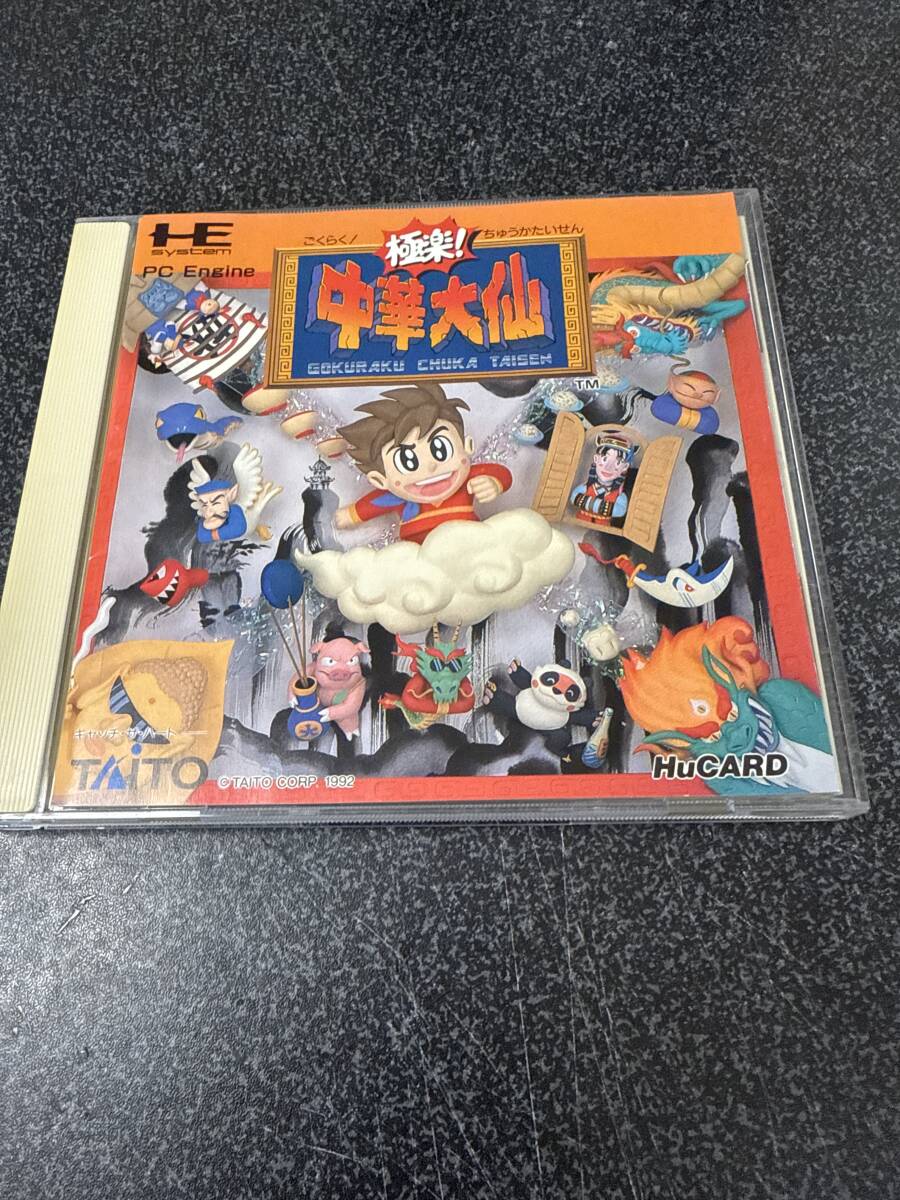 HE
system
PC Engine
ごくらく!
ちゅうかたいせん
極楽!
中華大仙
GOKURAKU CHUKA TAISEN
TM
キャッチ・ザ・ハート
TAITO
© TAITO CORP. 1992
HuCARD